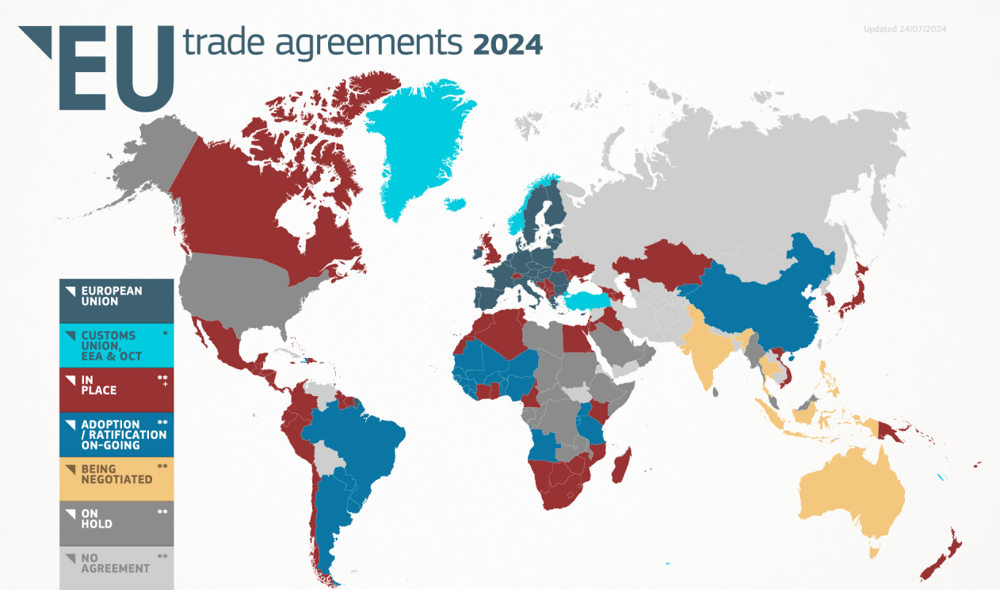 EU trade agreements 2024
Updated 24/07/2024
EUROPEAN
UNION
CUSTOMS *
UNION,
EEA & OCT
IN **
PLACE +
ADOPTION **
/ RATIFICATION
ON-GOING
BEING **
NEGOTIATED
ON **
HOLD
NO **
AGREEMENT